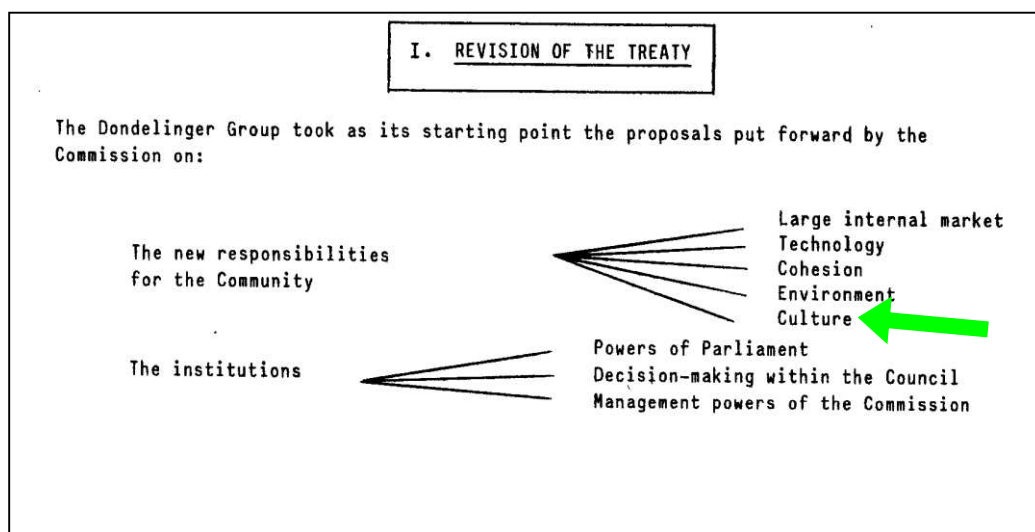 I. REVISION OF THE TREATY
The Dondelinger Group took as its starting point the proposals put forward by the
Commission on:
The new responsibilities
for the Community
Large internal market
Technology
Cohesion
Environment
Culture
The institutions
Powers of Parliament
Decision-making within the Council
Management powers of the Commission